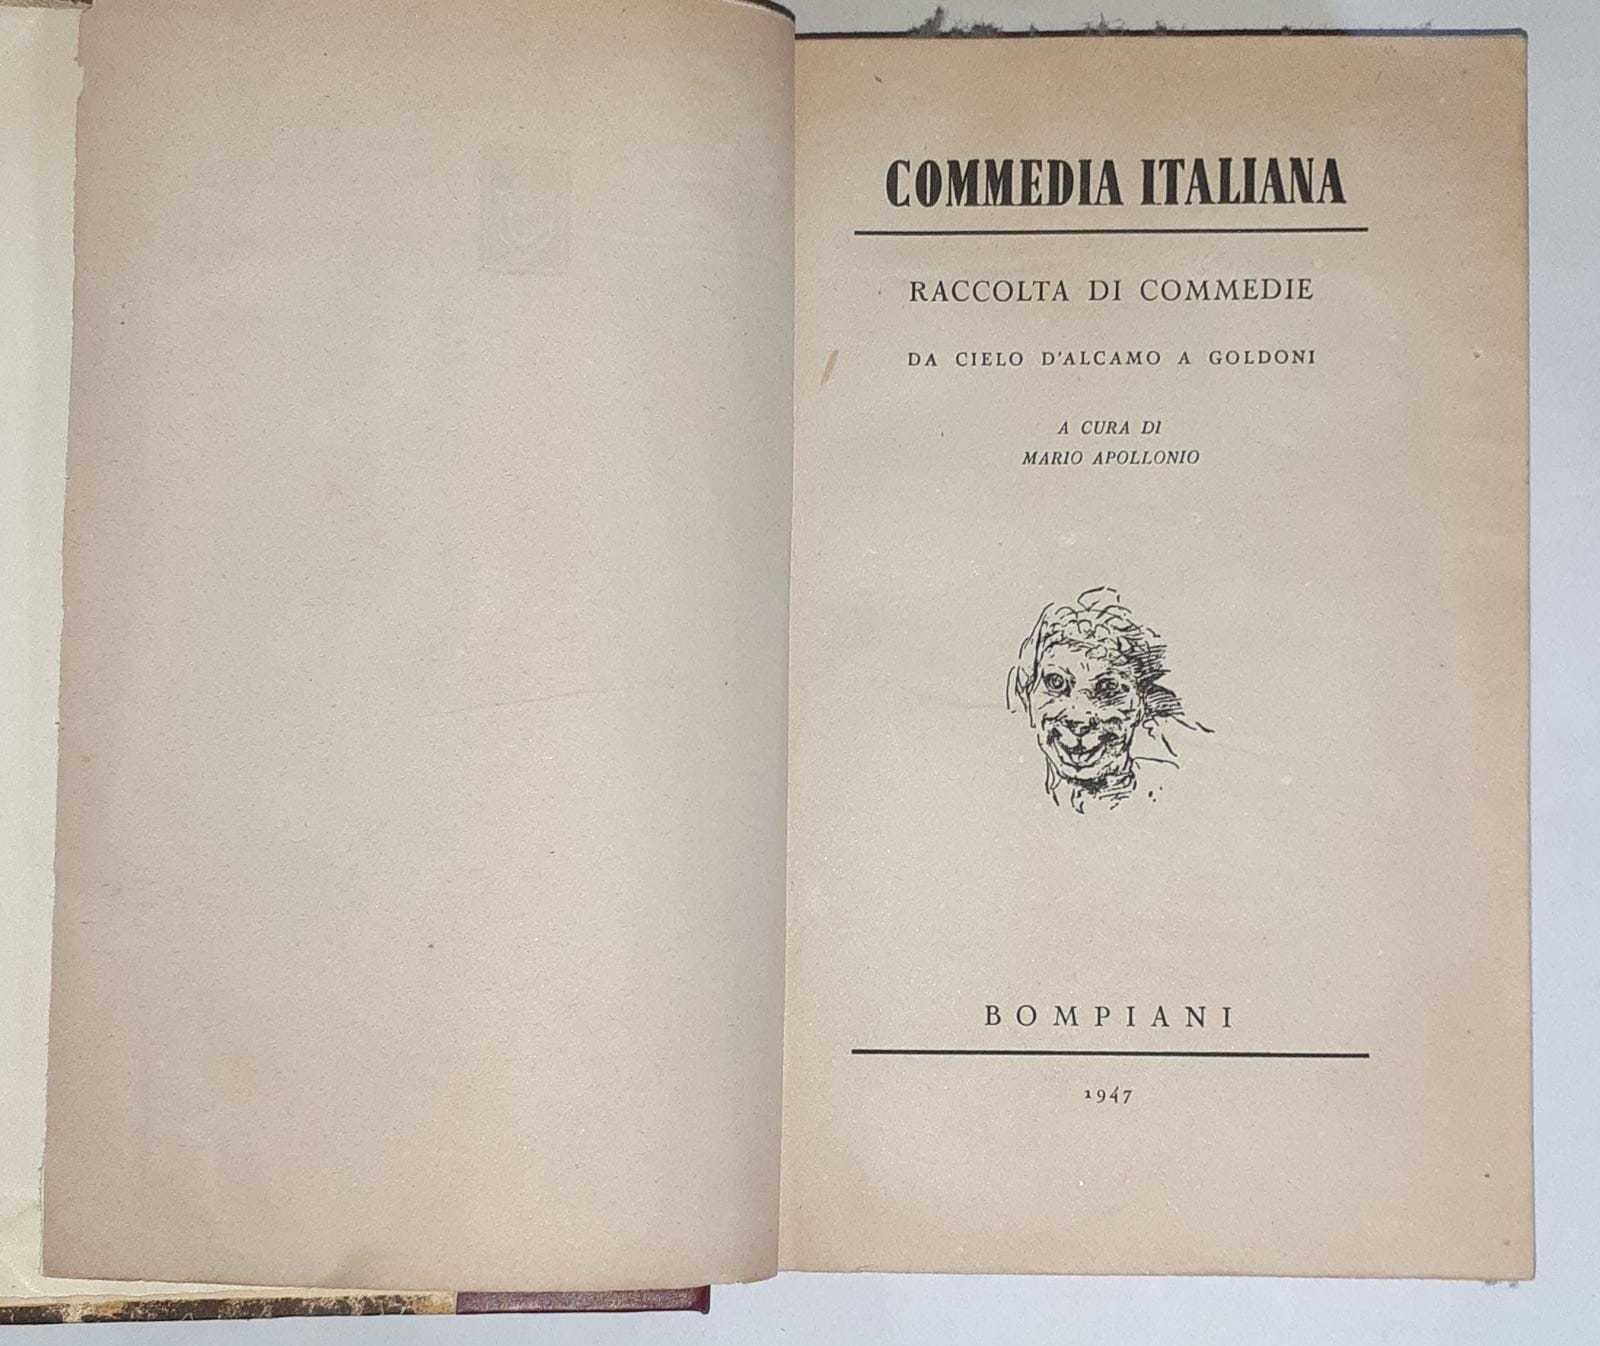 COMMEDIA ITALIANA
RACCOLTA DI COMMEDIE
DA CIELO D'ALCAMO A GOLDONI
A CURA DI
MARIO APOLLONIO
BOMPIANI
1947